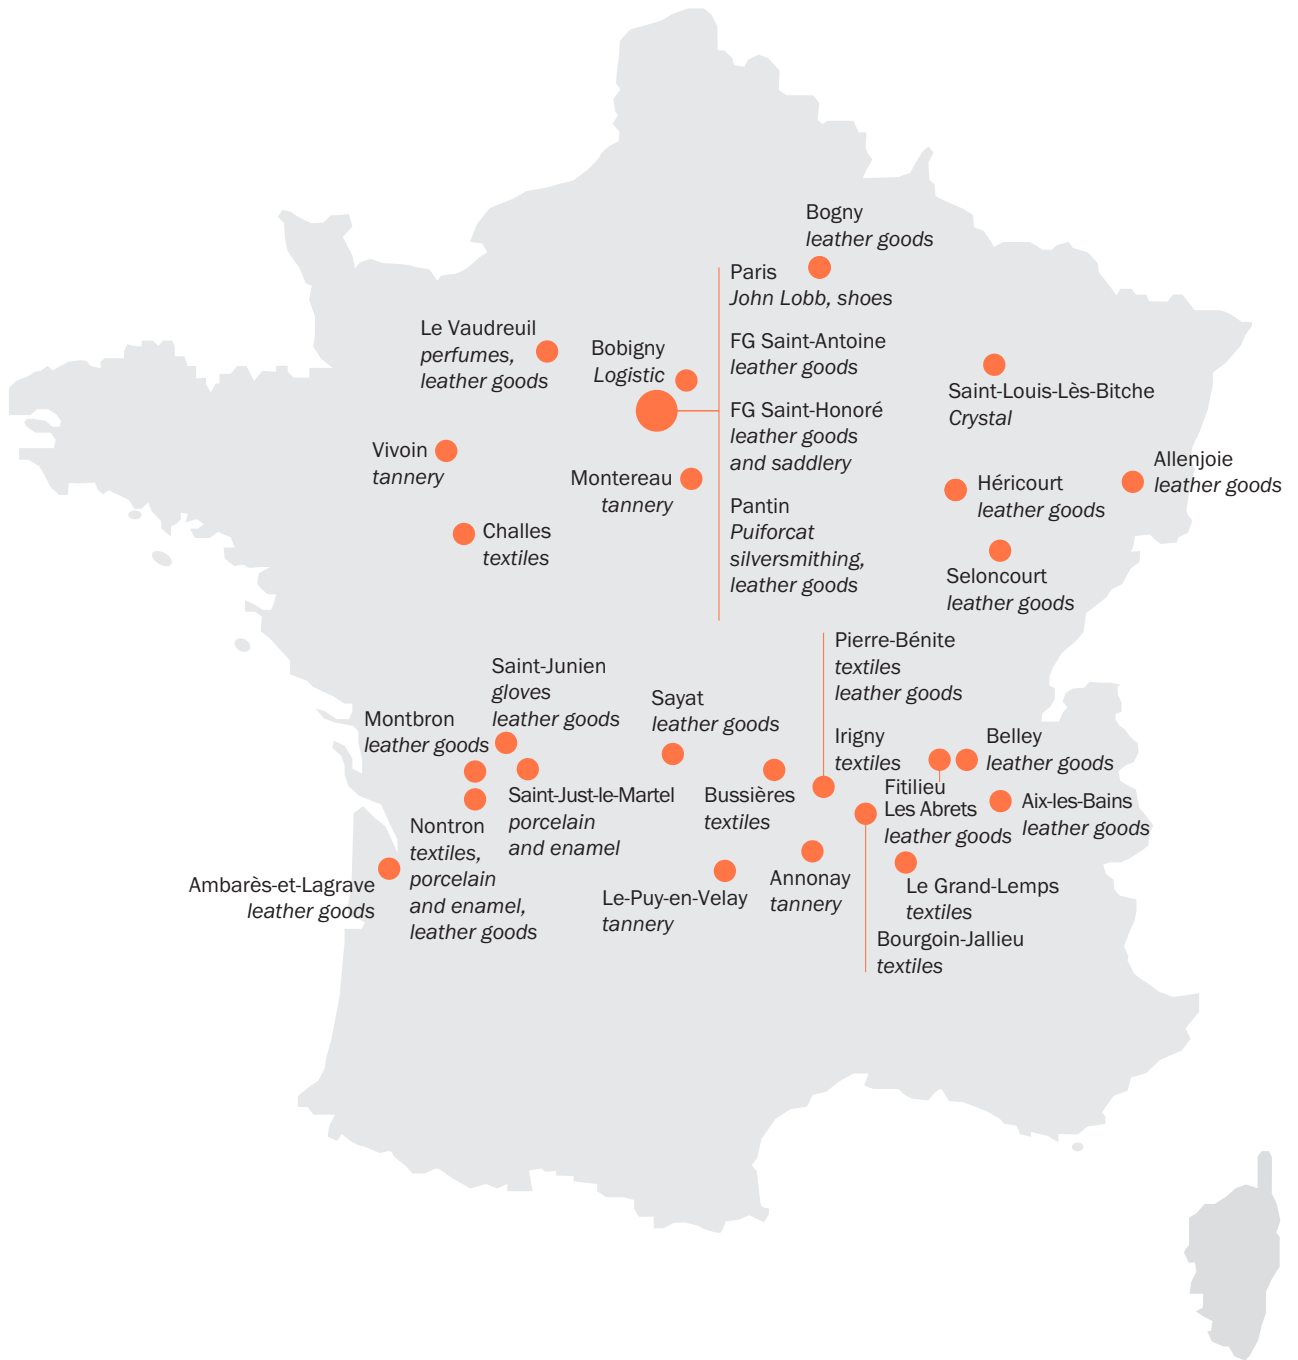 Bogny
leather goods
Paris
John Lobb, shoes
FG Saint-Antoine
leather goods
FG Saint-Honoré
leather goods
and saddlery
Pantin
Puiforcat
silversmithing,
leather goods
Le Vaudreuil
perfumes,
leather goods
Bobigny
Logistic
Saint-Louis-Lès-Bitche
Crystal
Vivoin
tannery
Montereau
tannery
Héricourt
leather goods
Allenjoie
leather goods
Challes
textiles
Seloncourt
leather goods
Pierre-Bénite
textiles
leather goods
Irigny
textiles
Saint-Junien
gloves
leather goods
Sayat
leather goods
Montbron
leather goods
Belley
leather goods
Fitilieu
Les Abrets
leather goods
Aix-les-Bains
leather goods
Saint-Just-le-Martel
porcelain
and enamel
Bussières
textiles
Nontron
textiles,
porcelain
and enamel,
leather goods
Ambarès-et-Lagrave
leather goods
Le-Puy-en-Velay
tannery
Annonay
tannery
Le Grand-Lemps
textiles
Bourgoin-Jallieu
textiles